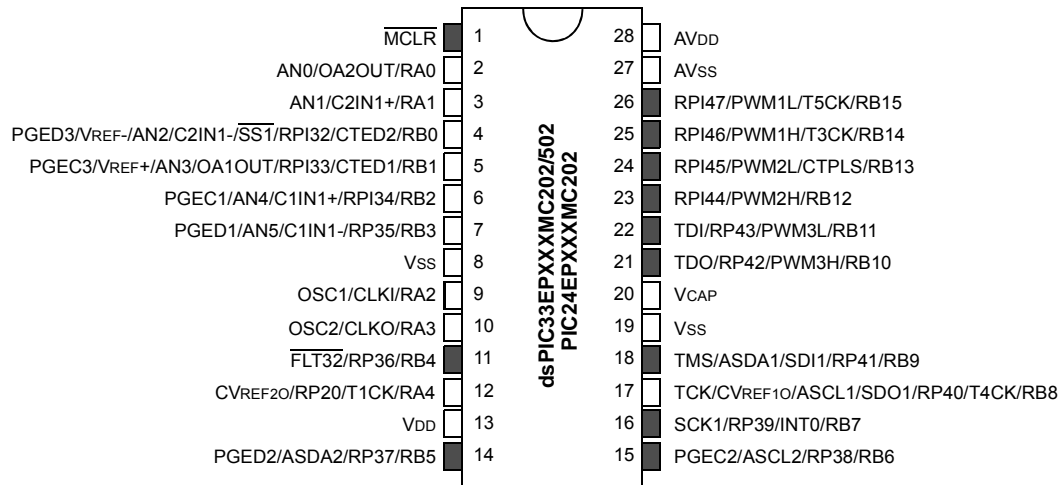 MCLR 1 28 AVDD
AN0/OA2OUT/RA0 2 27 AVSS
AN1/C2IN1+/RA1 3 26 RPI47/PWM1L/T5CK/RB15
PGED3/VREF-/AN2/C2IN1-/SS1/RPI32/CTED2/RB0 4 25 RPI46/PWM1H/T3CK/RB14
PGEC3/VREF+/AN3/OA1OUT/RPI33/CTED1/RB1 5 24 RPI45/PWM2L/CTPLS/RB13
PGEC1/AN4/C1IN1+/RPI34/RB2 6 23 RPI44/PWM2H/RB12
PGED1/AN5/C1IN1-/RP35/RB3 7 22 TDI/RP43/PWM3L/RB11
VSS 8 21 TDO/RP42/PWM3H/RB10
OSC1/CLKI/RA2 9 20 VCAP
OSC2/CLKO/RA3 10 19 VSS
FLT32/RP36/RB4 11 18 TMS/ASDA1/SDI1/RP41/RB9
CVREF2O/RP20/T1CK/RA4 12 17 TCK/CVREF1O/ASCL1/SDO1/RP40/T4CK/RB8
VDD 13 16 SCK1/RP39/INT0/RB7
PGED2/ASDA2/RP37/RB5 14 15 PGEC2/ASCL2/RP38/RB6
dsPIC33EPXXXMC202/502
PIC24EPXXXMC202